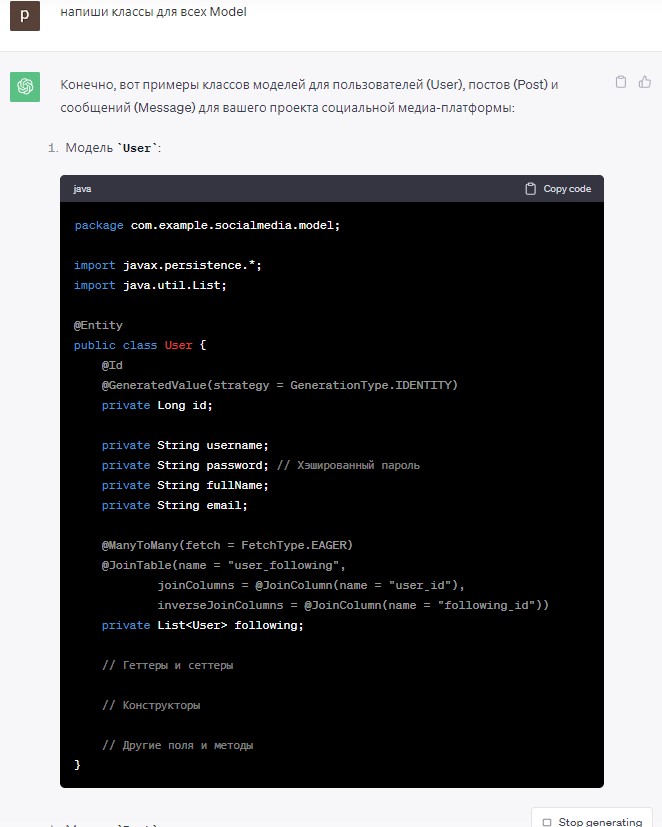 p
напиши классы для всех Model
Конечно, вот примеры классов моделей для пользователей (User), постов (Post) и
сообщений (Message) для вашего проекта социальной медиа-платформы:
1. Модель `User`:
java
Copy code
package com.example.socialmedia.model;
import javax.persistence.*;
import java.util.List;
@Entity
public class User {
@Id
@GeneratedValue(strategy = GenerationType.IDENTITY)
private Long id;
private String username;
private String password; // Хэшированный пароль
private String fullName;
private String email;
@ManyToMany(fetch = FetchType.EAGER)
@JoinTable(name = "user_following",
joinColumns = @JoinColumn(name = "user_id"),
inverseJoinColumns = @JoinColumn(name = "following_id"))
private List<User> following;
// Геттеры и сеттеры
// Конструкторы
// Другие поля и методы
}
Stop generating